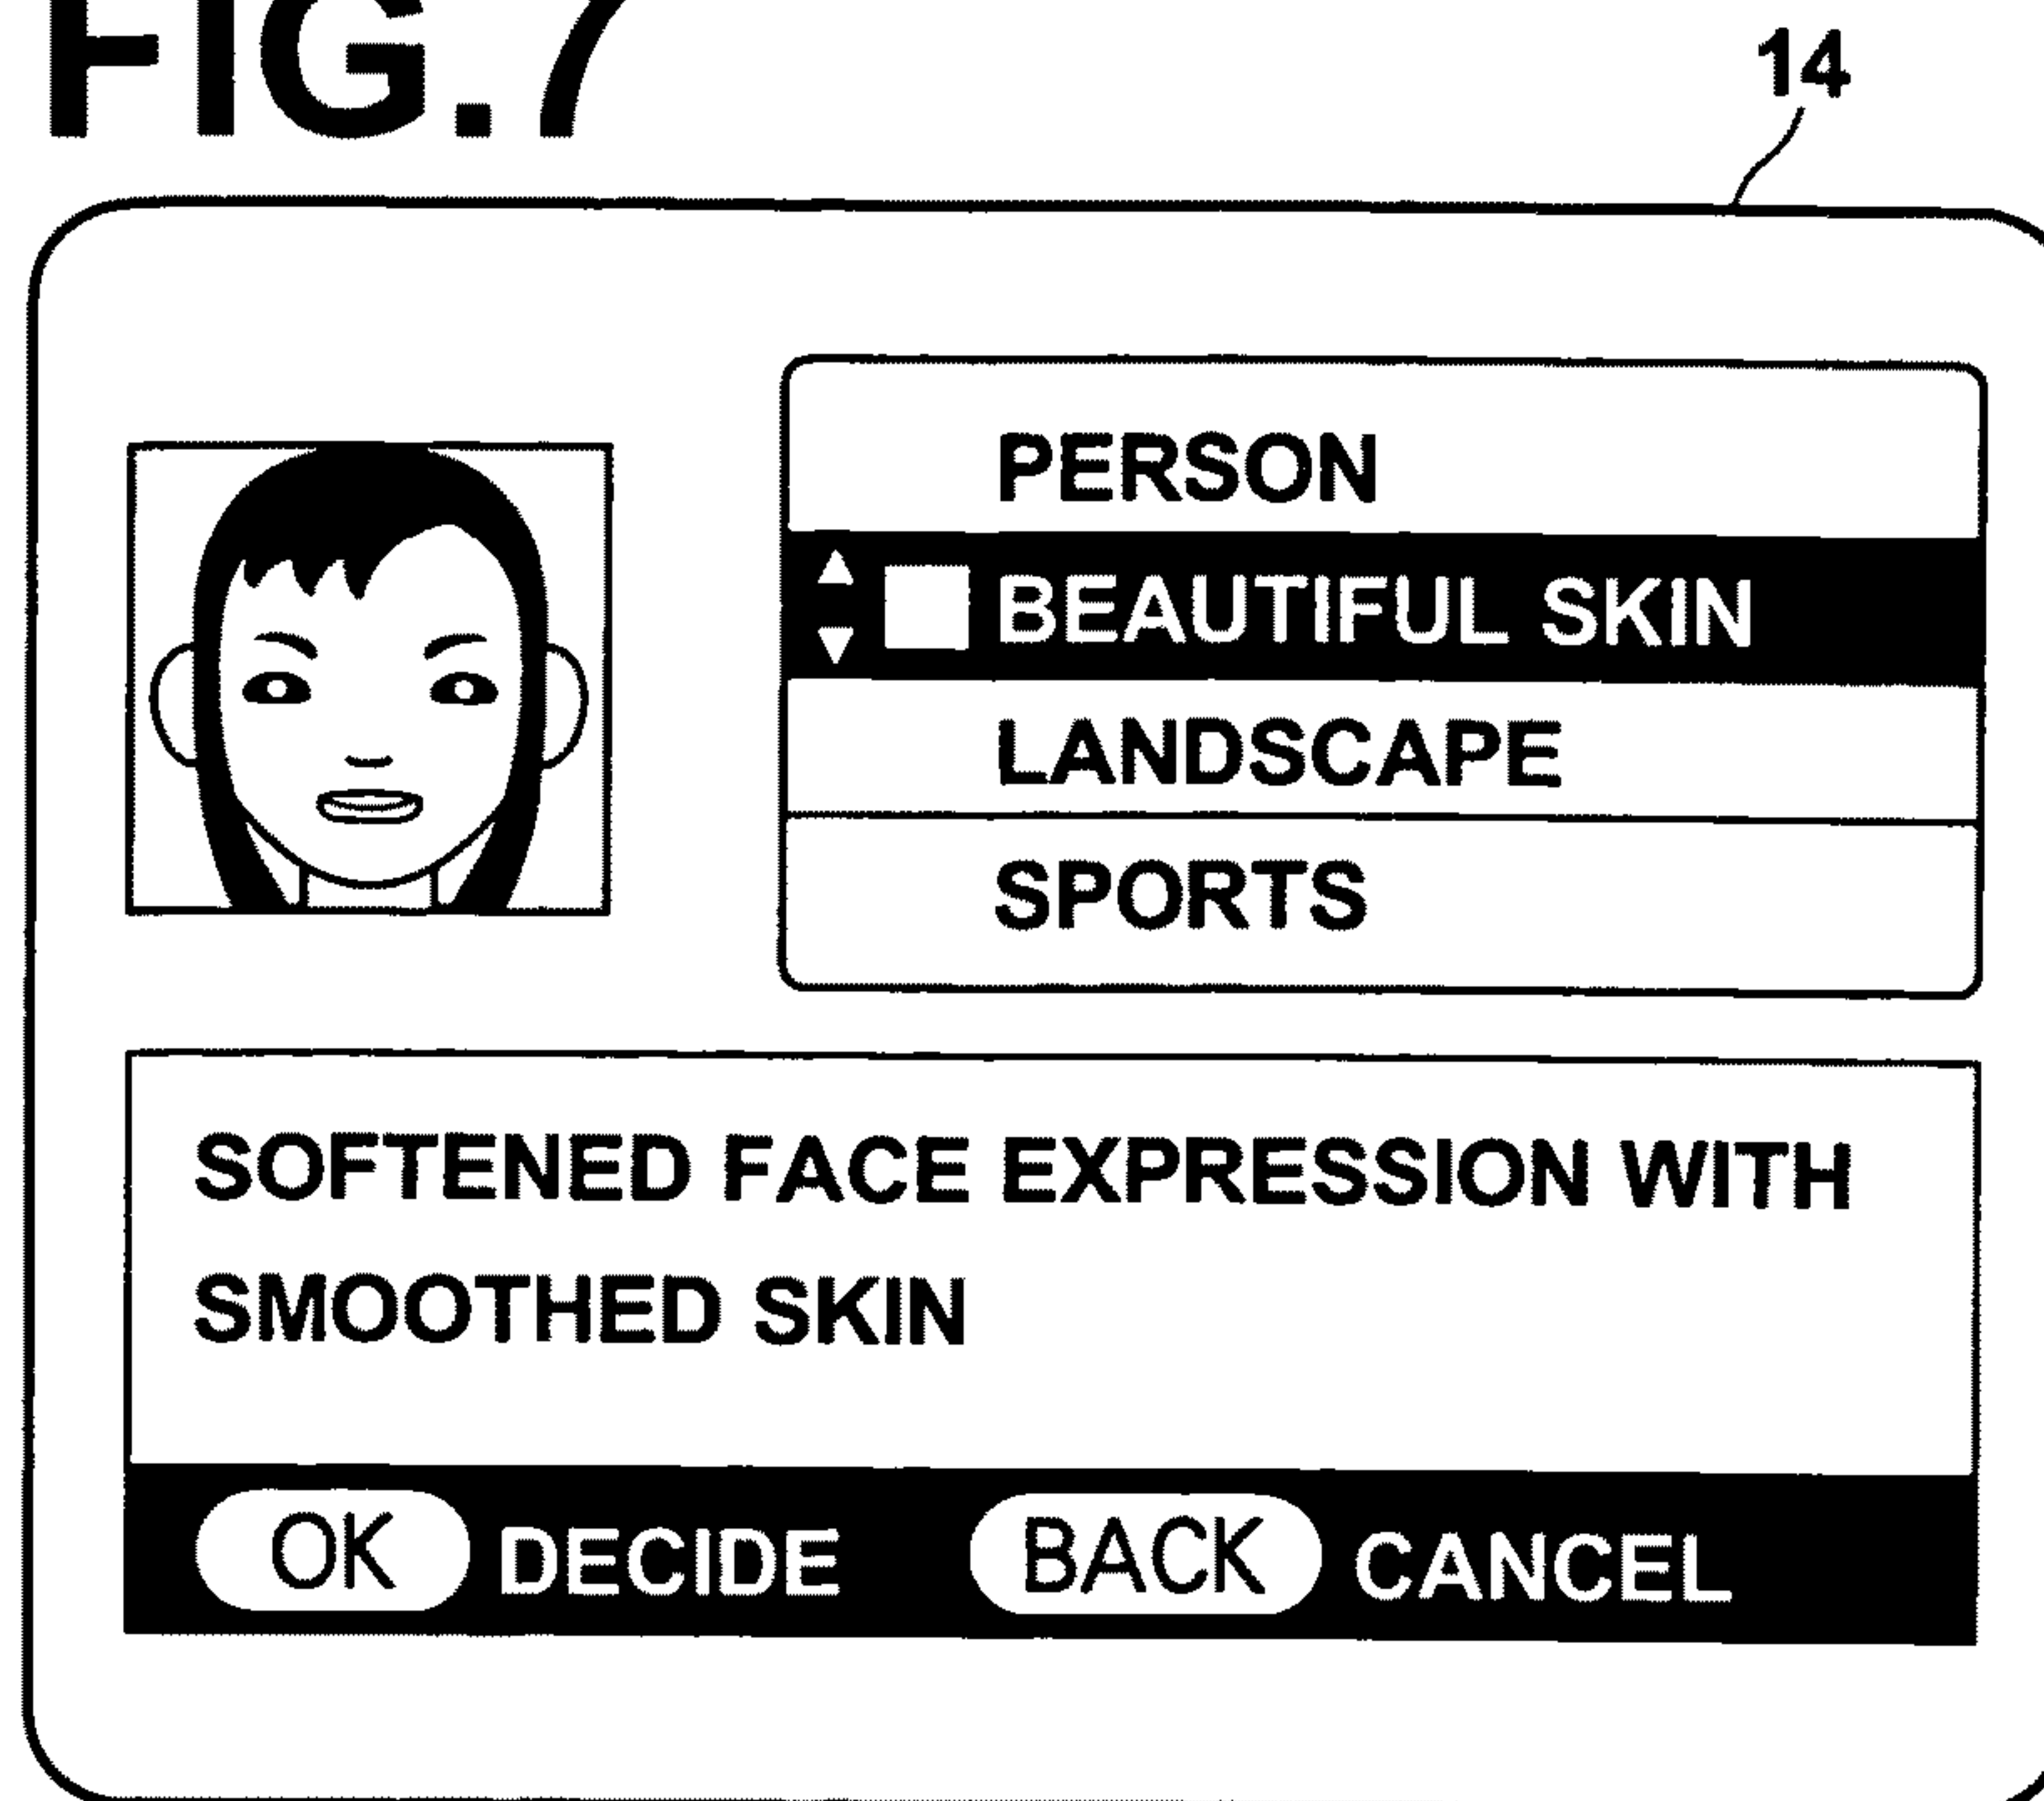 FIG.7
14
PERSON
BEAUTIFUL SKIN
LANDSCAPE
SPORTS
SOFTENED FACE EXPRESSION WITH
SMOOTHED SKIN
OK DECIDE BACK CANCEL